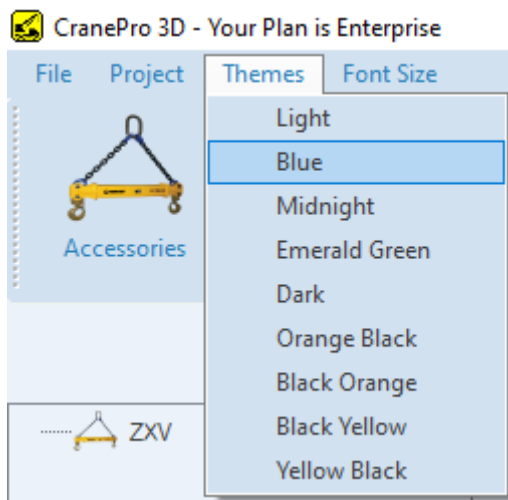 CranePro 3D - Your Plan is Enterprise
File Project Themes Font Size
Light
Blue
Midnight
Emerald Green
Dark
Orange Black
Black Orange
Black Yellow
Yellow Black
Accessories
ZXV